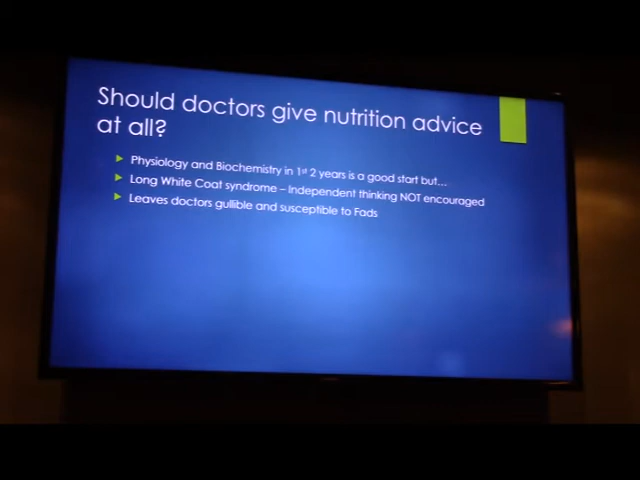 Should doctors give nutrition advice
at all?
Physiology and Biochemistry in 1st 2 years is a good start but…
Long White Coat syndrome – Independent thinking NOT encouraged
Leaves doctors gullible and susceptible to Fads